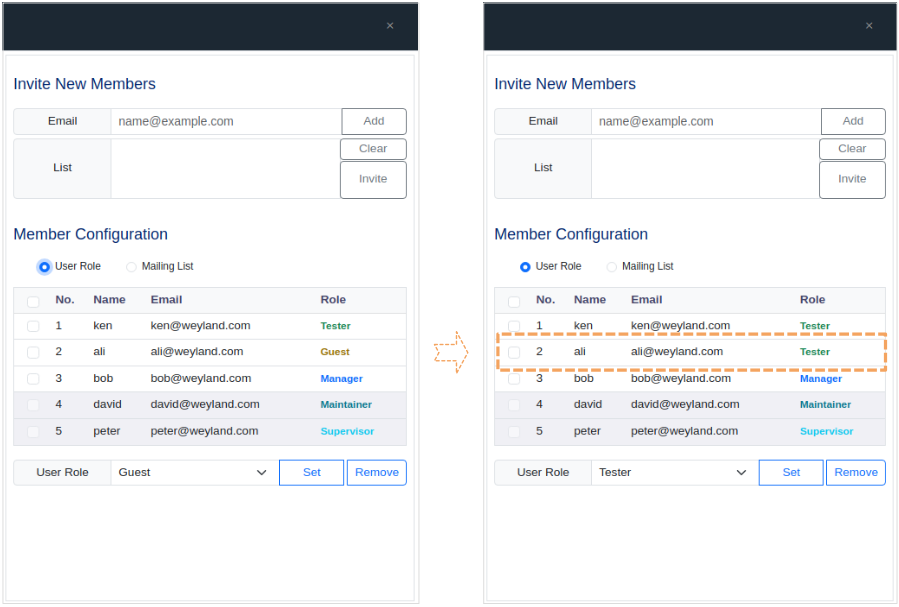 ×
Invite New Members
Email name@example.com Add
List Clear
Invite
Member Configuration
User Role Mailing List
No. Name Email Role
1 ken ken@weyland.com Tester
2 ali ali@weyland.com Guest
3 bob bob@weyland.com Manager
4 david david@weyland.com Maintainer
5 peter peter@weyland.com Supervisor
User Role Guest Set Remove
×
Invite New Members
Email name@example.com Add
List Clear
Invite
Member Configuration
User Role Mailing List
No. Name Email Role
1 ken ken@weyland.com Tester
2 ali ali@weyland.com Tester
3 bob bob@weyland.com Manager
4 david david@weyland.com Maintainer
5 peter peter@weyland.com Supervisor
User Role Tester Set Remove